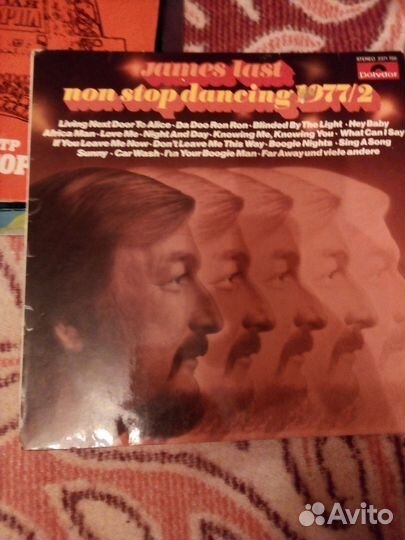 STEREO 2371 768
Polydor
james last
non stop dancing 1977/2
Living Next Door To Alice • Da Doo Ron Ron • Blinded By The Light • Hey Baby
Africa Man • Love Me • Night And Day • Knowing Me, Knowing You • What Can I Say
If You Leave Me Now • Don't Leave Me This Way • Boogie Nights • Sing A Song
Sunny • Car Wash • I'm Your Boogie Man • Far Away und viele andere
ТР
Avito